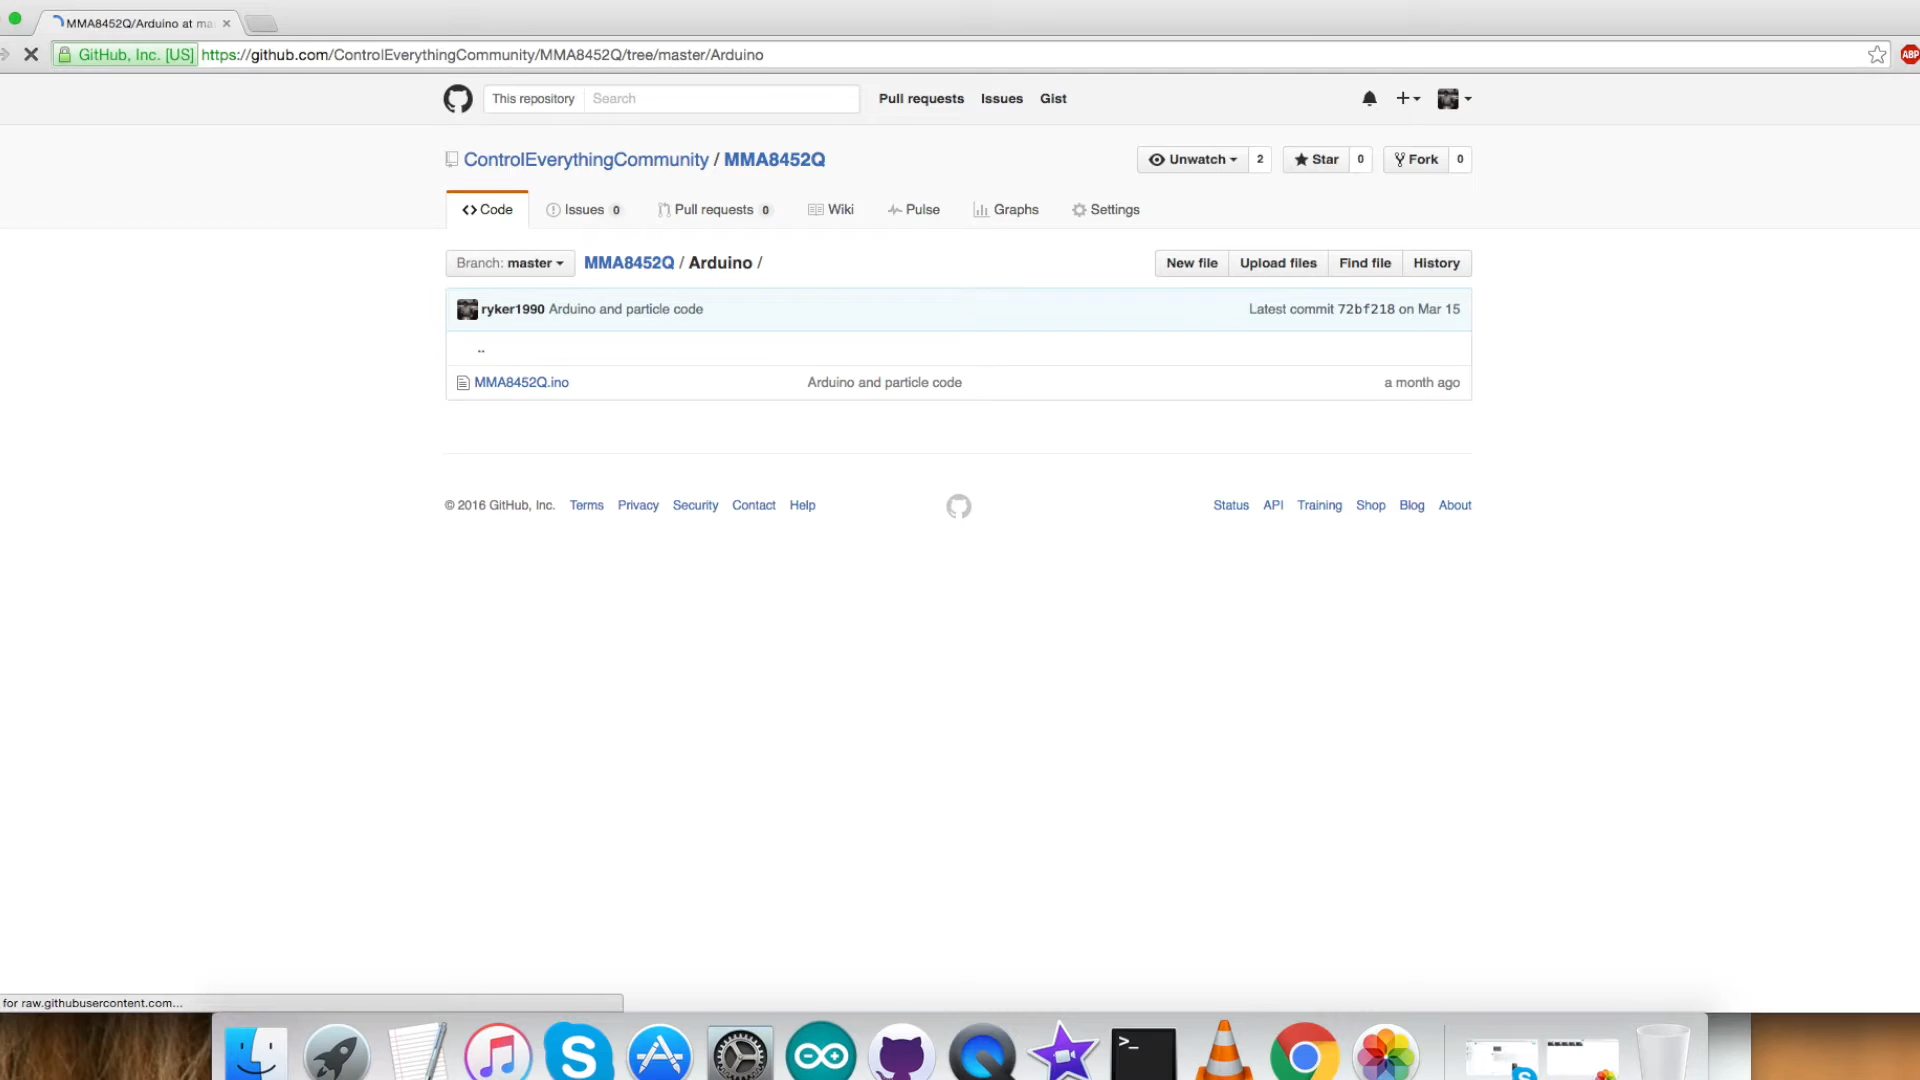 MMA8452Q/Arduino at ma
GitHub, Inc. [US] https://github.com/ControlEverythingCommunity/MMA8452Q/tree/master/Arduino
ABP
This repository Search Pull requests Issues Gist
ControlEverythingCommunity / MMA8452Q Unwatch 2 Star 0 Fork 0
Code Issues 0 Pull requests 0 Wiki Pulse Graphs Settings
Branch: master MMA8452Q / Arduino / New file Upload files Find file History
ryker1990 Arduino and particle code Latest commit 72bf218 on Mar 15
..
MMA8452Q.ino Arduino and particle code a month ago
© 2016 GitHub, Inc. Terms Privacy Security Contact Help Status API Training Shop Blog About
for raw.githubusercontent.com...